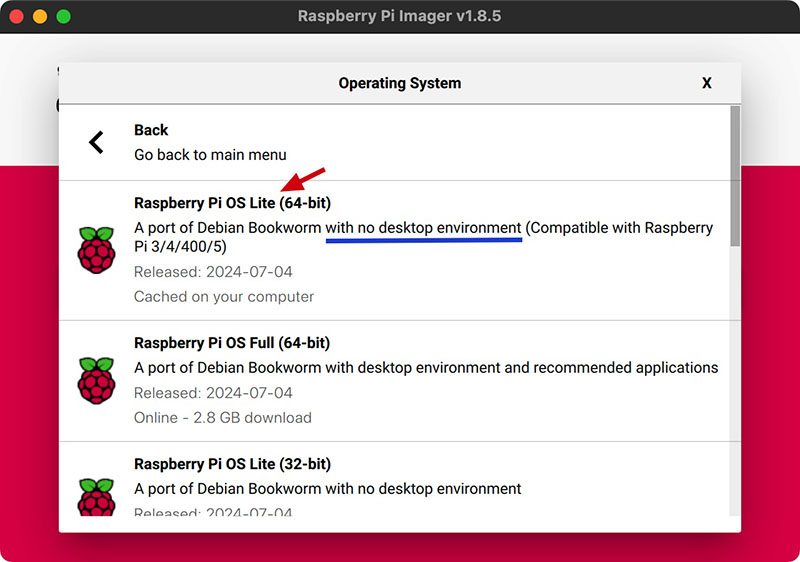 Raspberry Pi Imager v1.8.5
Operating System
X
Back
Go back to main menu
Raspberry Pi OS Lite (64-bit)
A port of Debian Bookworm with no desktop environment (Compatible with Raspberry
Pi 3/4/400/5)
Released: 2024-07-04
Cached on your computer
Raspberry Pi OS Full (64-bit)
A port of Debian Bookworm with desktop environment and recommended applications
Released: 2024-07-04
Online - 2.8 GB download
Raspberry Pi OS Lite (32-bit)
A port of Debian Bookworm with no desktop environment
Released: 2024-07-04